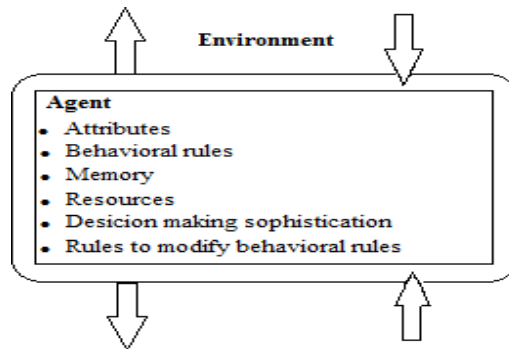 Environment
Agent
• Attributes
• Behavioral rules
• Memory
• Resources
• Desicion making sophistication
• Rules to modify behavioral rules